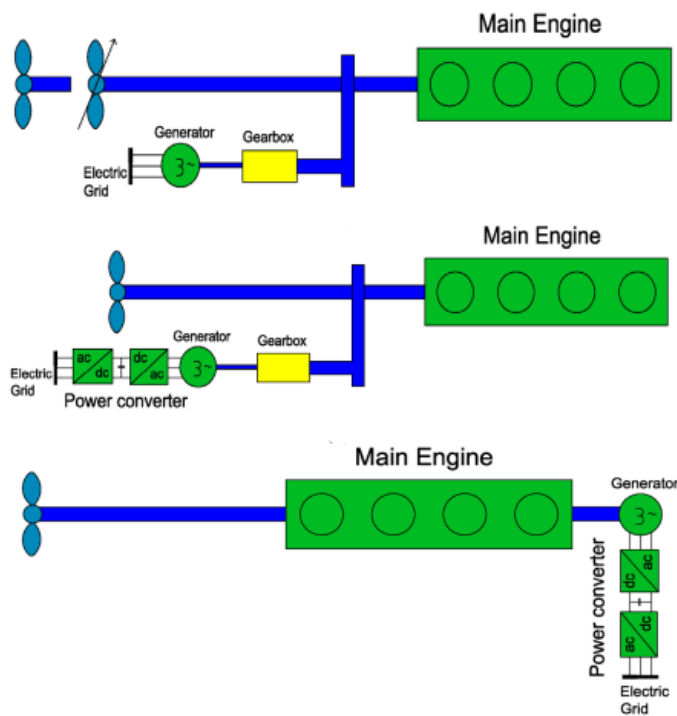 Main Engine
Generator
Gearbox
3~
Electric
Grid
Main Engine
Generator
Gearbox
ac
dc
dc
ac
3~
Electric
Grid
Power converter
Main Engine
Generator
3~
dc
ac
Power converter
ac
dc
Electric
Grid